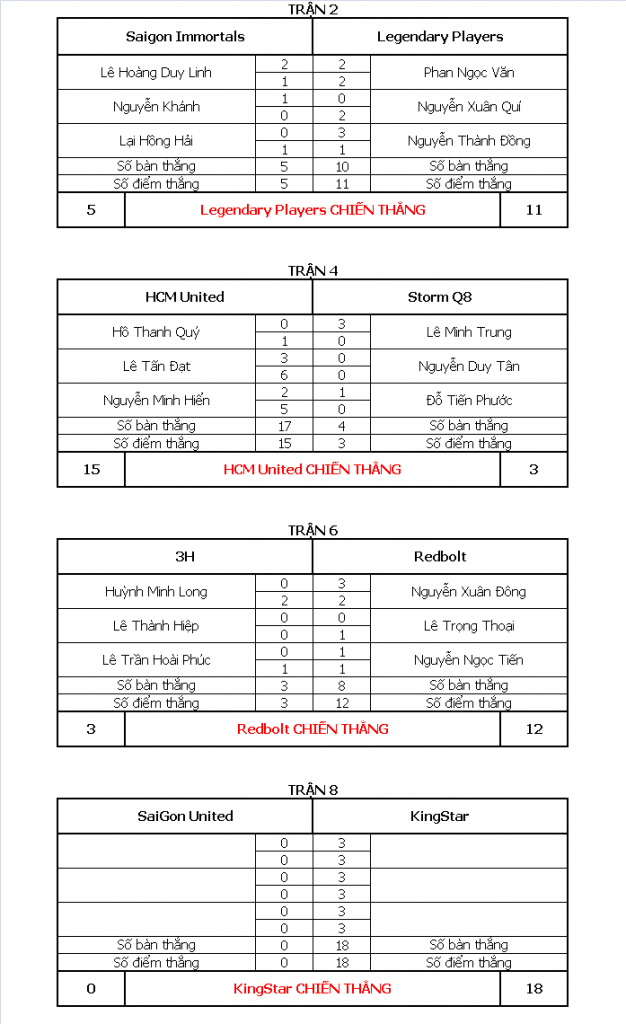 TRẬN 2
Saigon Immortals Legendary Players
Lê Hoàng Duy Linh 2 2 Phan Ngọc Văn
1 2
Nguyễn Khánh 1 0 Nguyễn Xuân Quí
0 2
Lại Hồng Hải 0 3 Nguyễn Thành Đồng
1 1
Số bàn thắng 5 10 Số bàn thắng
Số điểm thắng 5 11 Số điểm thắng
5 Legendary Players CHIẾN THẮNG 11
TRẬN 4
HCM United Storm Q8
Hồ Thanh Quý 0 3 Lê Minh Trung
1 0
Lê Tấn Đạt 3 0 Nguyễn Duy Tân
6 0
Nguyễn Minh Hiển 2 1 Đỗ Tiến Phước
5 0
Số bàn thắng 17 4 Số bàn thắng
Số điểm thắng 15 3 Số điểm thắng
15 HCM United CHIẾN THẮNG 3
TRẬN 6
3H Redbolt
Huỳnh Minh Long 0 3 Nguyễn Xuân Đông
2 2
Lê Thành Hiệp 0 0 Lê Trọng Thoại
0 1
Lê Trần Hoài Phúc 0 1 Nguyễn Ngọc Tiến
1 1
Số bàn thắng 3 8 Số bàn thắng
Số điểm thắng 3 12 Số điểm thắng
3 Redbolt CHIẾN THẮNG 12
TRẬN 8
SaiGon United KingStar
0 3
0 3
0 3
0 3
0 3
0 3
Số bàn thắng 0 18 Số bàn thắng
Số điểm thắng 0 18 Số điểm thắng
0 KingStar CHIẾN THẮNG 18